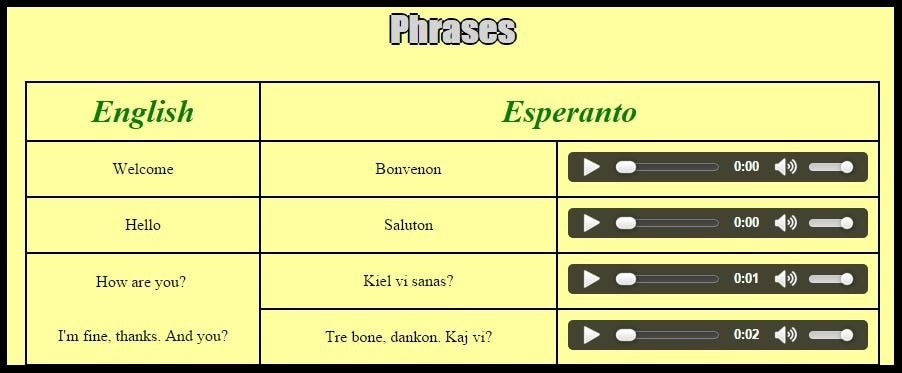 Phrases
English Esperanto
Welcome Bonvenon 0:00
Hello Saluton 0:00
How are you? Kiel vi sanas? 0:01
I'm fine, thanks. And you? Tre bone, dankon. Kaj vi? 0:02